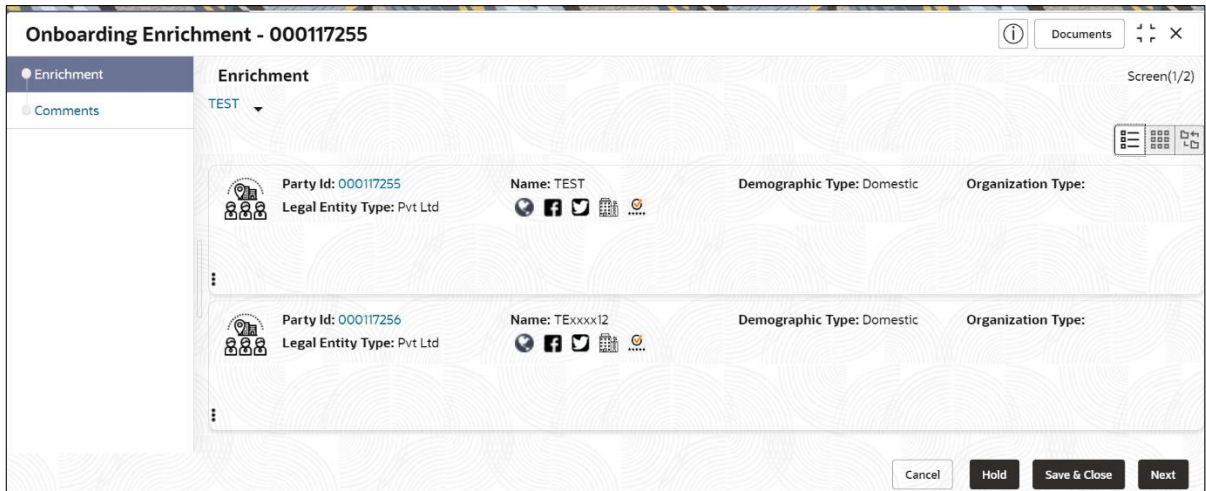 Onboarding Enrichment - 000117255
Documents
Enrichment
Comments
Enrichment
Screen(1/2)
TEST
Party Id: 000117255 Name: TEST Demographic Type: Domestic Organization Type:
Legal Entity Type: Pvt Ltd
Party Id: 000117256 Name: TExxxx12 Demographic Type: Domestic Organization Type:
Legal Entity Type: Pvt Ltd
Cancel Hold Save & Close Next